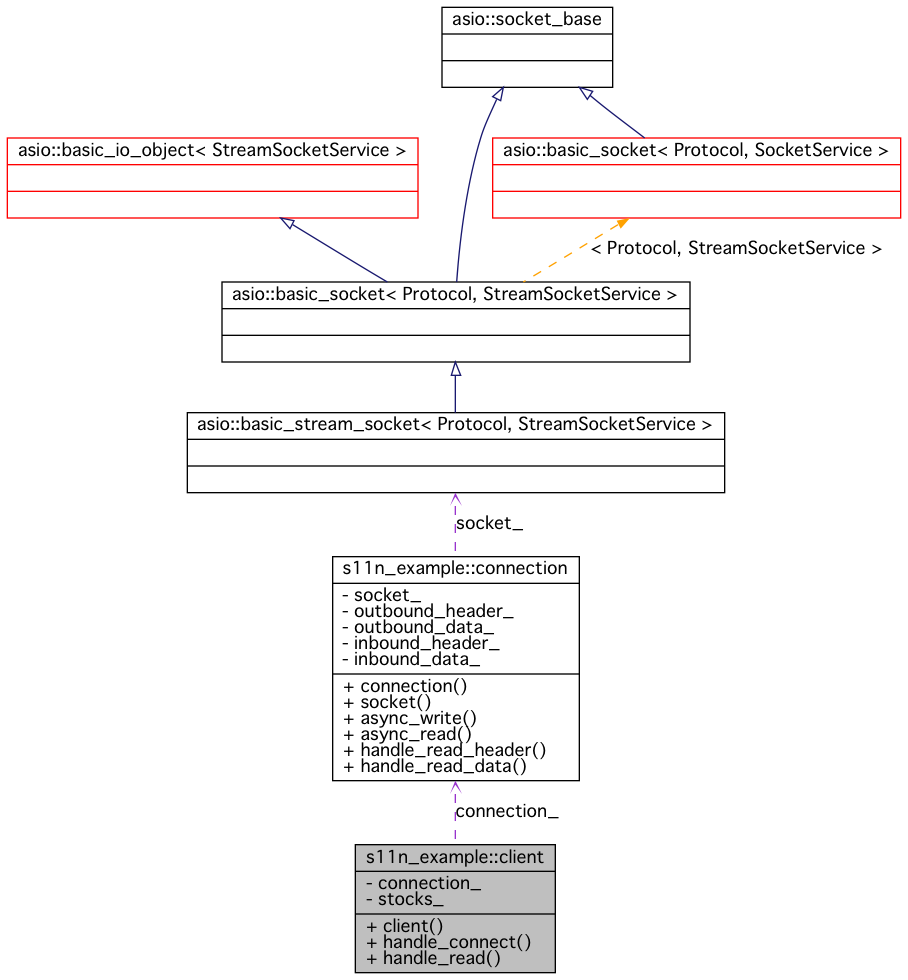 asio::socket_base
asio::basic_io_object< StreamSocketService >
asio::basic_socket< Protocol, SocketService >
< Protocol, StreamSocketService >
asio::basic_socket< Protocol, StreamSocketService >
asio::basic_stream_socket< Protocol, StreamSocketService >
socket_
s11n_example::connection
- socket_
- outbound_header_
- outbound_data_
- inbound_header_
- inbound_data_
+ connection()
+ socket()
+ async_write()
+ async_read()
+ handle_read_header()
+ handle_read_data()
connection_
s11n_example::client
- connection_
- stocks_
+ client()
+ handle_connect()
+ handle_read()